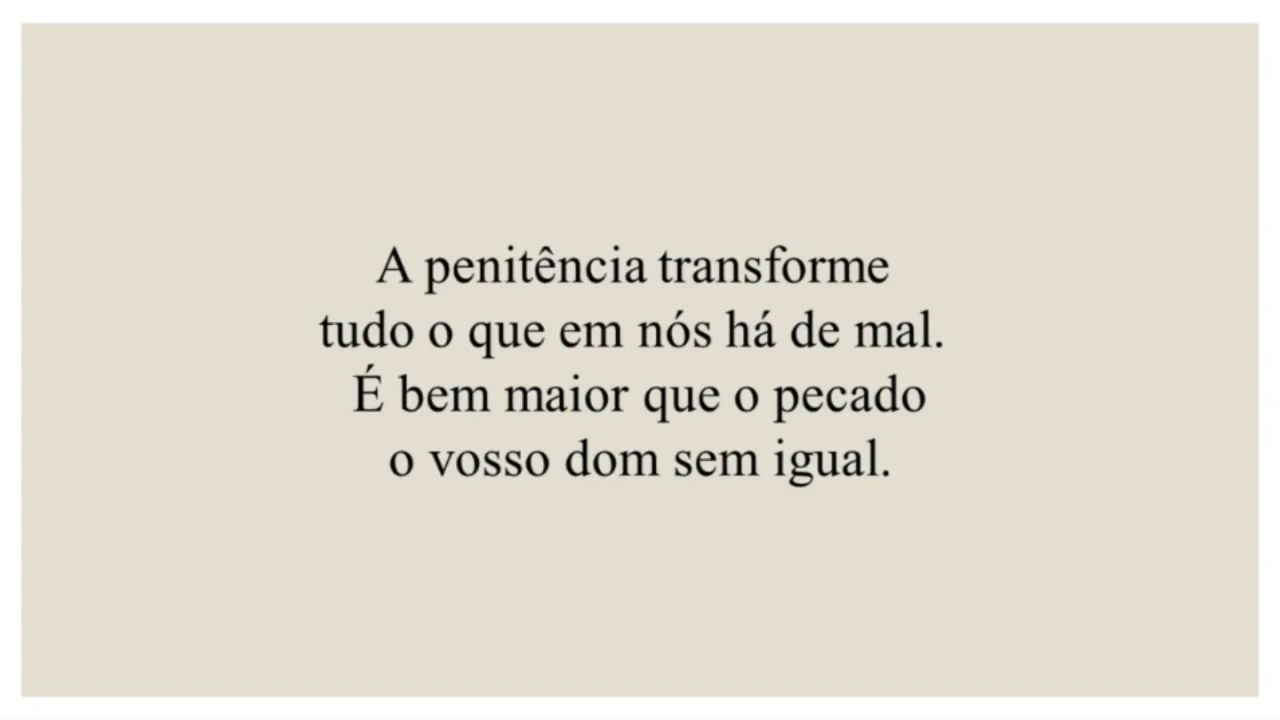 A penitência transforme
tudo o que em nós há de mal.
É bem maior que o pecado
o vosso dom sem igual.